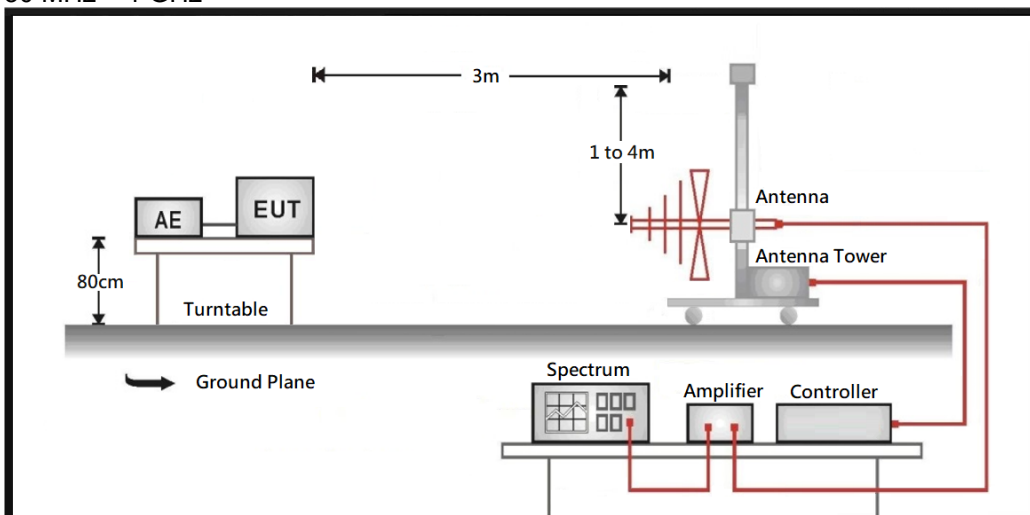 3m
1 to 4m
Antenna
AE
EUT
Antenna Tower
80cm
Turntable
Ground Plane
Spectrum
Amplifier
Controller